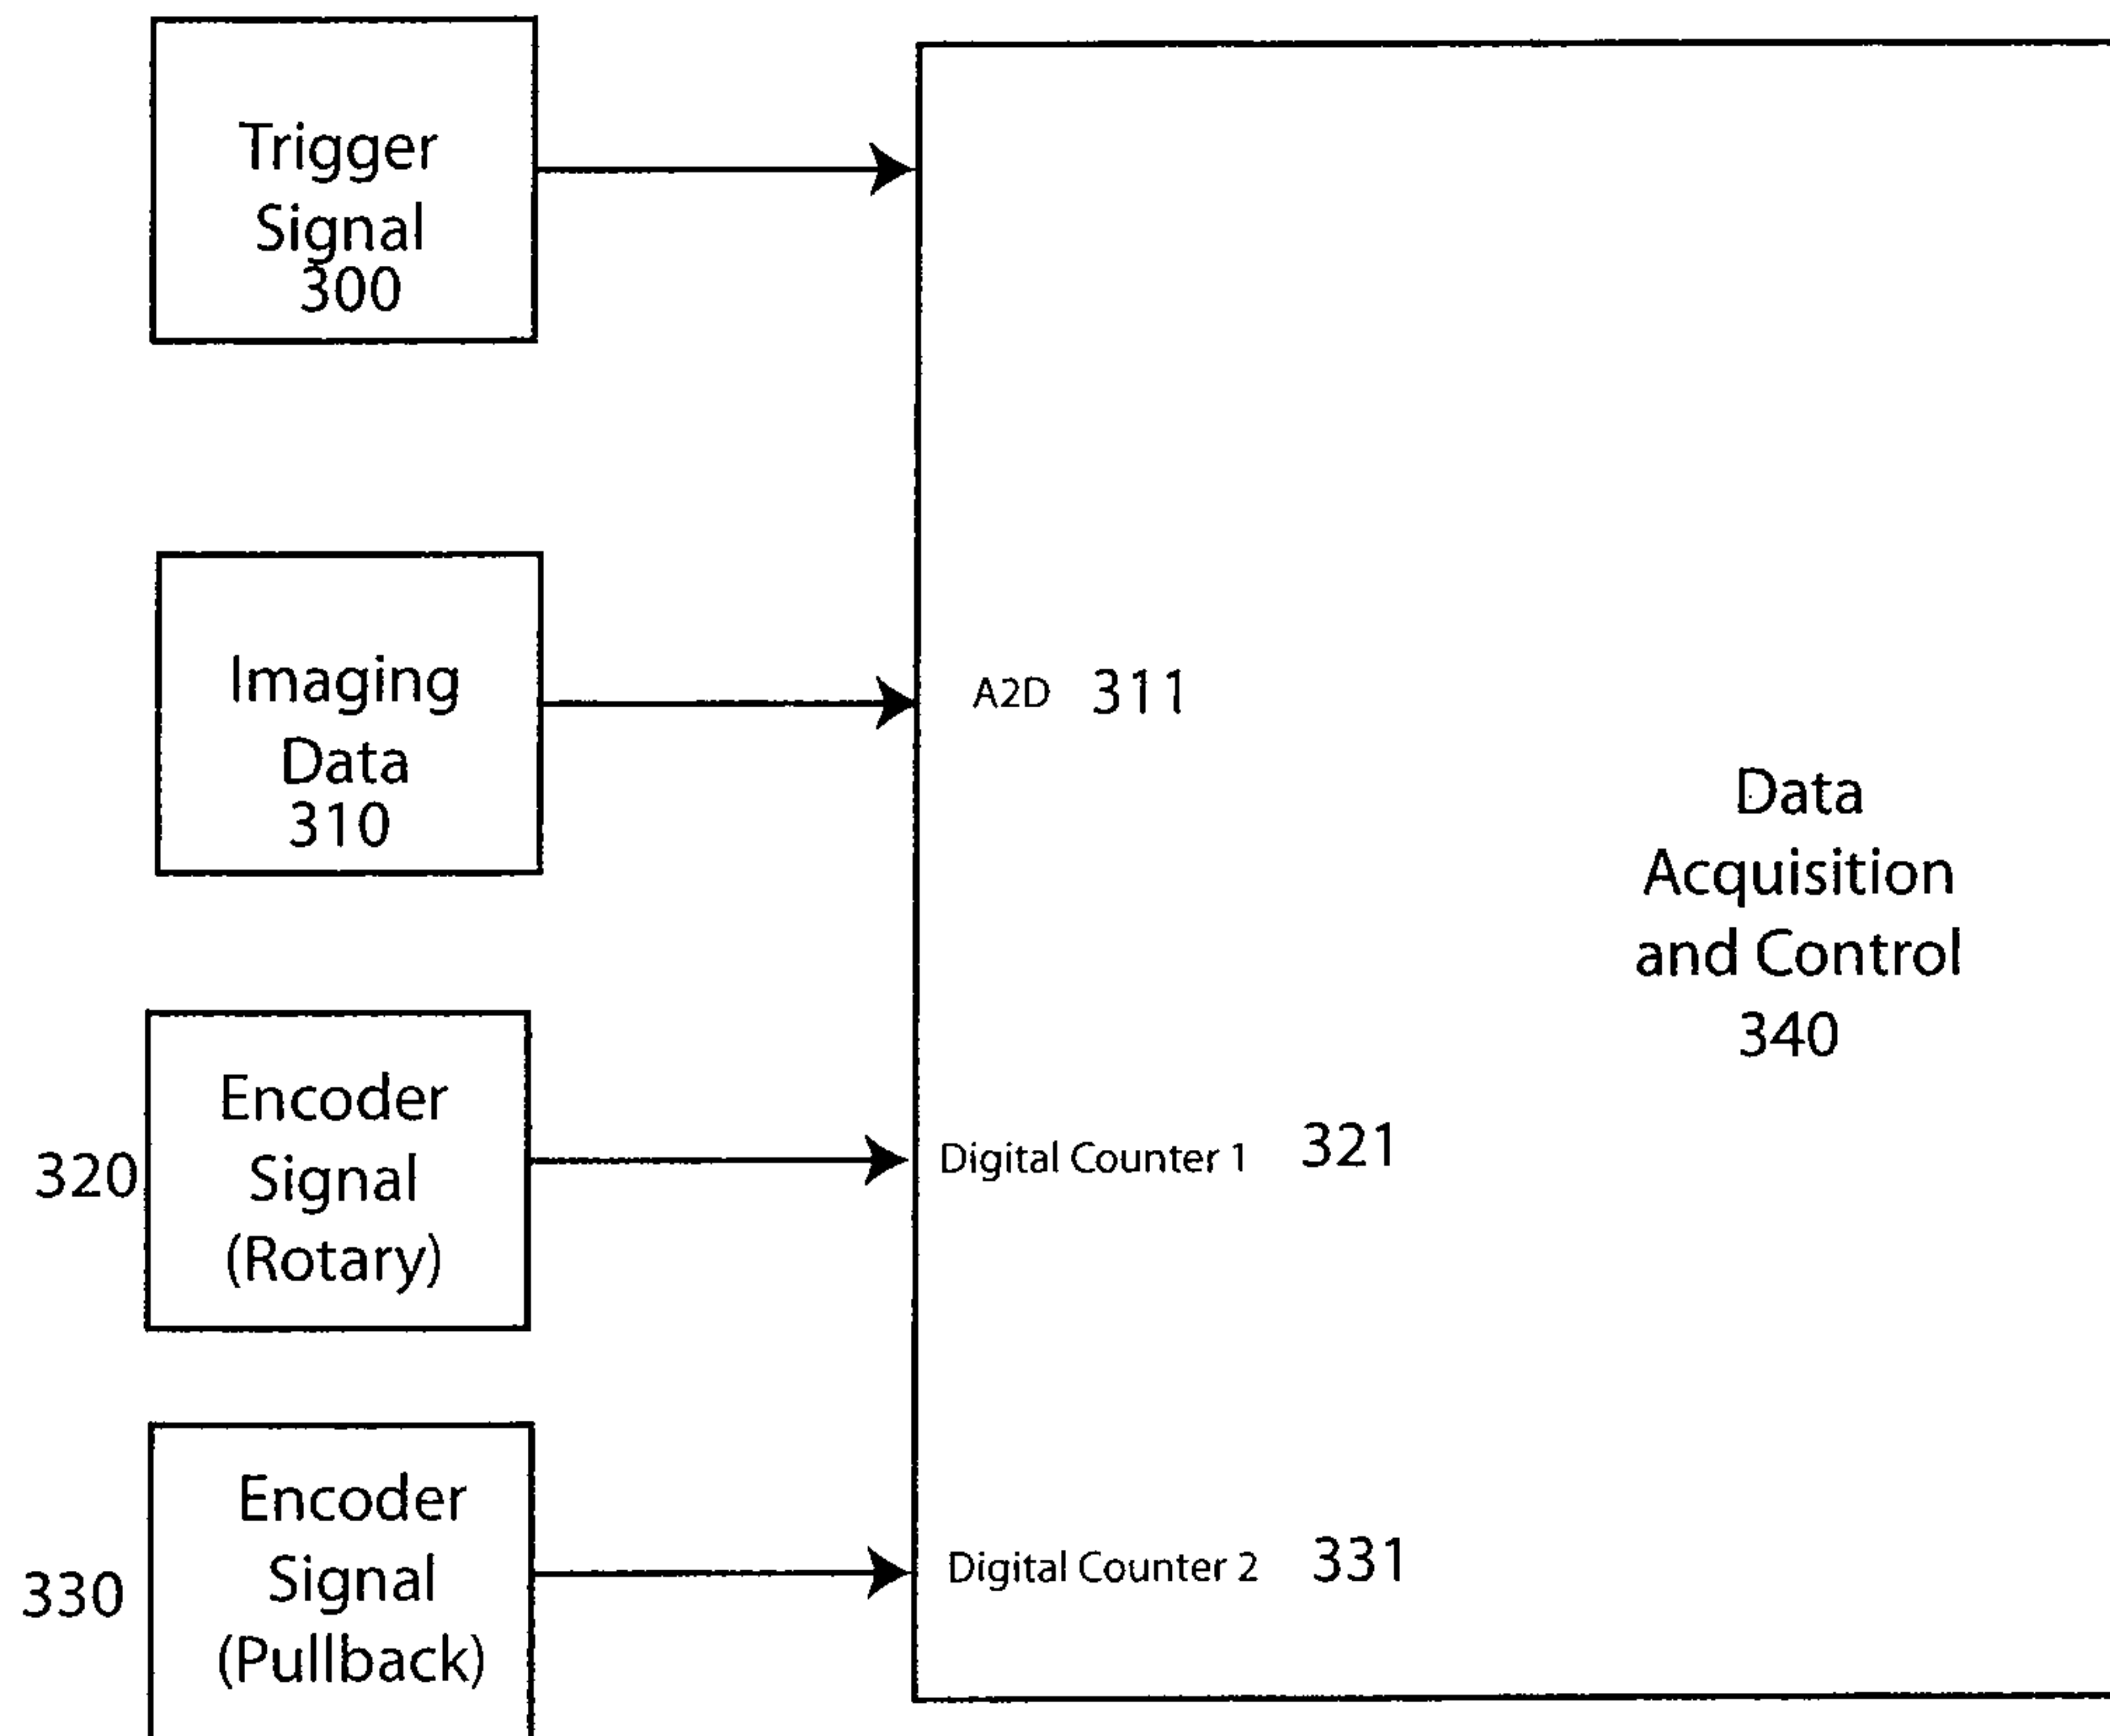 Trigger
Signal
300
Imaging
Data
310
A2D 311
Data
Acquisition
and Control
340
320
Encoder
Signal
(Rotary)
Digital Counter 1 321
330
Encoder
Signal
(Pullback)
Digital Counter 2 331